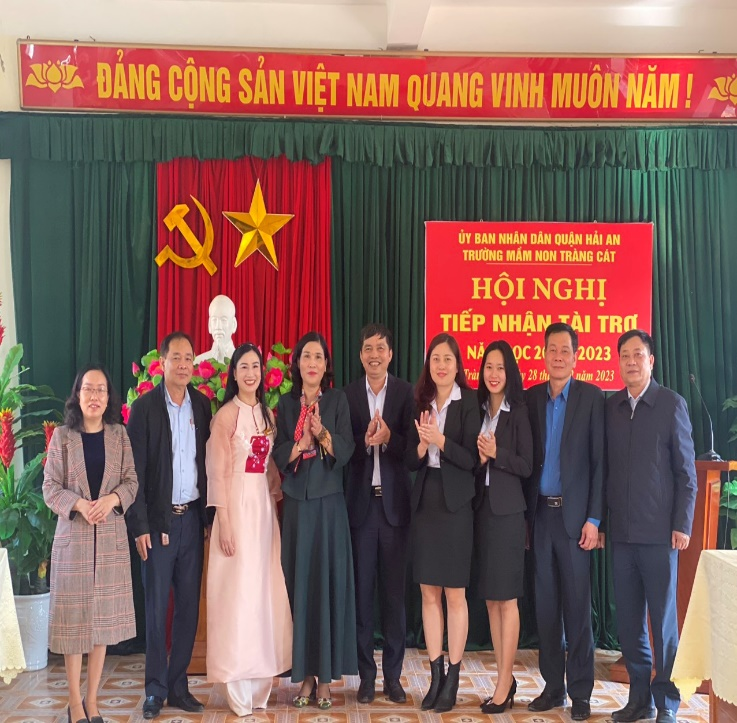 ĐẢNG CỘNG SẢN VIỆT NAM QUANG VINH MUÔN NĂM !
ỦY BAN NHÂN DÂN QUẬN HẢI AN
TRƯỜNG MẦM NON TRÀNG CÁT
HỘI NGHỊ
TIẾP NHẬN TÀI TRỢ
2023
28 2023